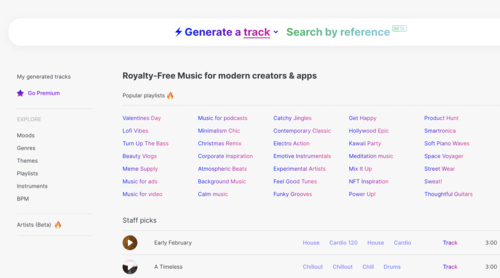 Generate a track Search by reference
My generated tracks
Go Premium
EXPLORE
Moods
Genres
Themes
Playlists
Instruments
BPM
Artists (Beta)
Royalty-Free Music for modern creators & apps
Popular playlists
Valentines Day Music for podcasts Catchy Jingles Get Happy Product Hunt
Lofi Vibes Minimalism Chic Contemporary Classic Hollywood Epic Smartronica
Turn Up The Bass Christmas Remix Electro Action Kawaii Party Soft Piano Waves
Beauty Vlogs Corporate Inspiration Emotive Instrumentals Meditation music Space Voyager
Meme Supply Atmospheric Beats Experimental Artists Mix It Up Street Wear
Music for ads Background Music Feel Good Tunes NFT Inspiration Sweat!
Music for video Calm music Funky Grooves Power Up! Thoughtful Guitars
Staff picks
Early February House Cardio 120 House Cardio Track 3:00
A Timeless Chillout Chillout Chill Drums Track 3:00